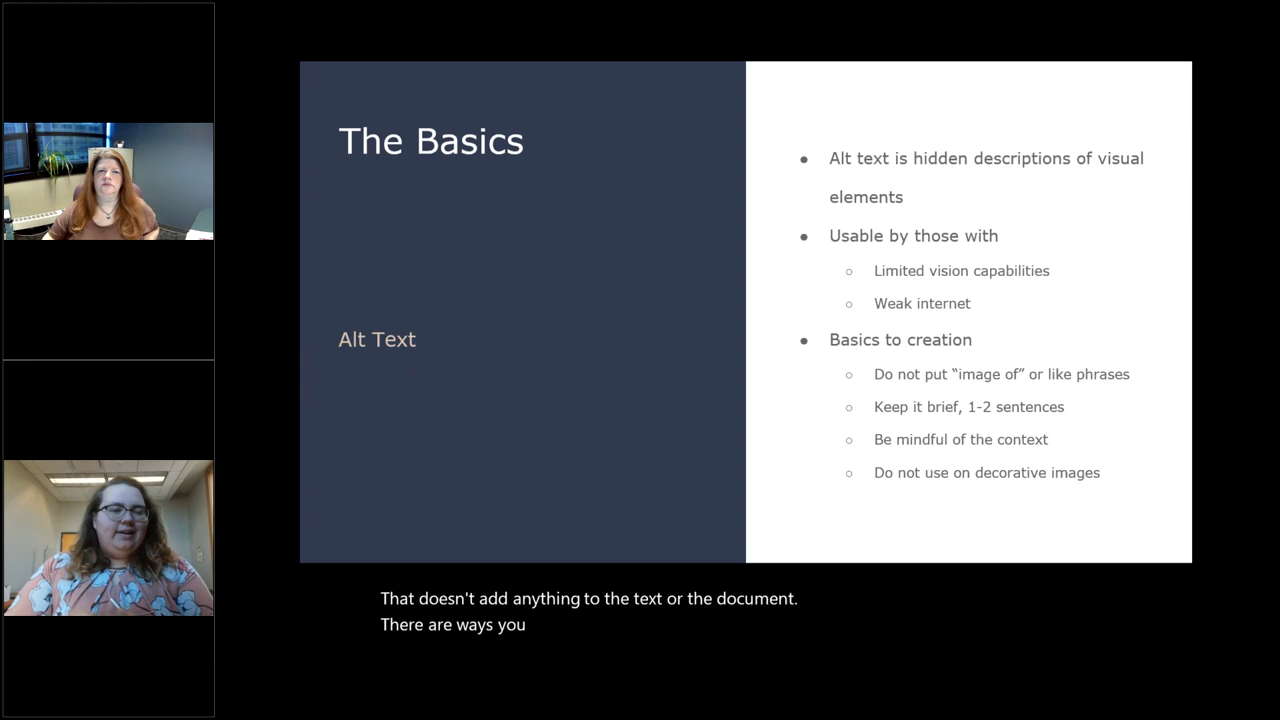 The Basics
Alt Text
● Alt text is hidden descriptions of visual
elements
● Usable by those with
○ Limited vision capabilities
○ Weak internet
● Basics to creation
○ Do not put “image of” or like phrases
○ Keep it brief, 1-2 sentences
○ Be mindful of the context
○ Do not use on decorative images
That doesn't add anything to the text or the document.
There are ways you